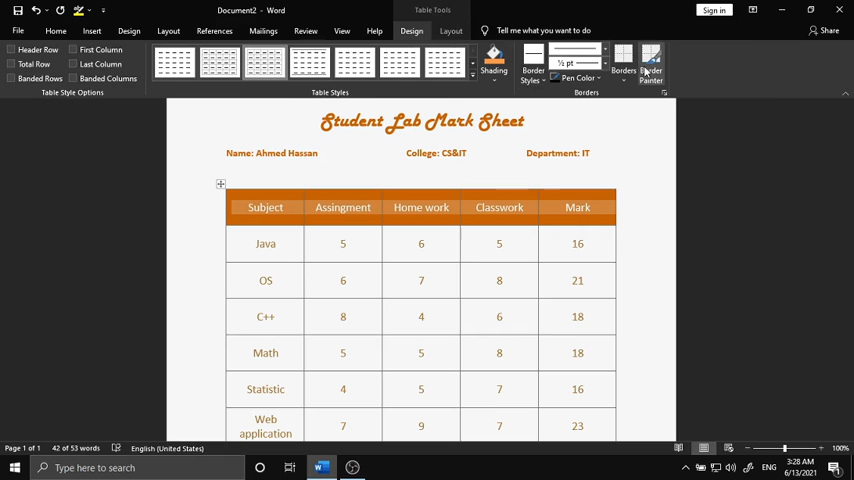 Document2 - Word
Table Tools
Sign in
File Home Insert Design Layout References Mailings Review View Help Design Layout Tell me what you want to do Share
Header Row First Column
Total Row Last Column
Banded Rows Banded Columns
Table Style Options
Table Styles
Shading
Border Styles
½ pt
Pen Color
Borders
Border Painter
Borders
Student Lab Mark Sheet
Name: Ahmed Hassan College: CS&IT Department: IT
Subject Assingment Home work Classwork Mark
Java 5 6 5 16
OS 6 7 8 21
C++ 8 4 6 18
Math 5 5 8 18
Statistic 4 5 7 16
Web application 7 9 7 23
Page 1 of 1 42 of 53 words English (United States) 100%
Type here to search
ENG
3:28 AM
6/13/2021